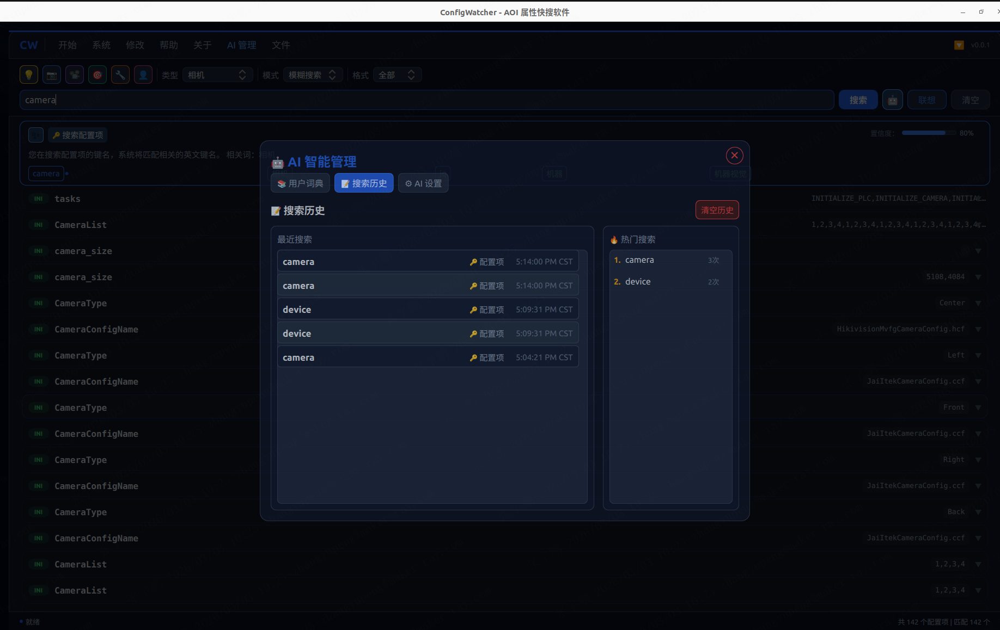 ConfigWatcher - AOI 属性快搜软件
CW 开始 系统 修改 帮助 关于 AI 管理 文件 v0.0.1
类型 相机 模式 模糊搜索 格式 全部
camera 搜索 联想 清空
搜索配置项 置信度: 80%
您在搜索配置项的键名，系统将匹配相关的英文键名。 相关词: 相机
camera 机器 机器视觉
AI 智能管理
用户词典 搜索历史 AI 设置
搜索历史 清空历史
最近搜索
camera 配置项 5:14:00 PM CST
camera 配置项 5:14:00 PM CST
device 配置项 5:09:31 PM CST
device 配置项 5:09:31 PM CST
camera 配置项 5:04:21 PM CST
热门搜索
1. camera 3次
2. device 2次
INI tasks INITIALIZE_PLC,INITIALIZE_CAMERA,INITIA…
INI CameraList 1,2,3,4,1,2,3,4,1,2,3,4,1,2,3,4,1,2,3,4…
INI camera_size
INI camera_size 5108,4084
INI CameraType Center
INI CameraConfigName HikivisionMvfgCameraConfig.hcf
INI CameraType Left
INI CameraConfigName JaiItekCameraConfig.ccf
INI CameraType Front
INI CameraConfigName JaiItekCameraConfig.ccf
INI CameraType Right
INI CameraConfigName JaiItekCameraConfig.ccf
INI CameraType Back
INI CameraConfigName JaiItekCameraConfig.ccf
INI CameraList 1,2,3,4
INI CameraList 1,2,3,4
就绪 共 142 个配置项 | 匹配 142 个